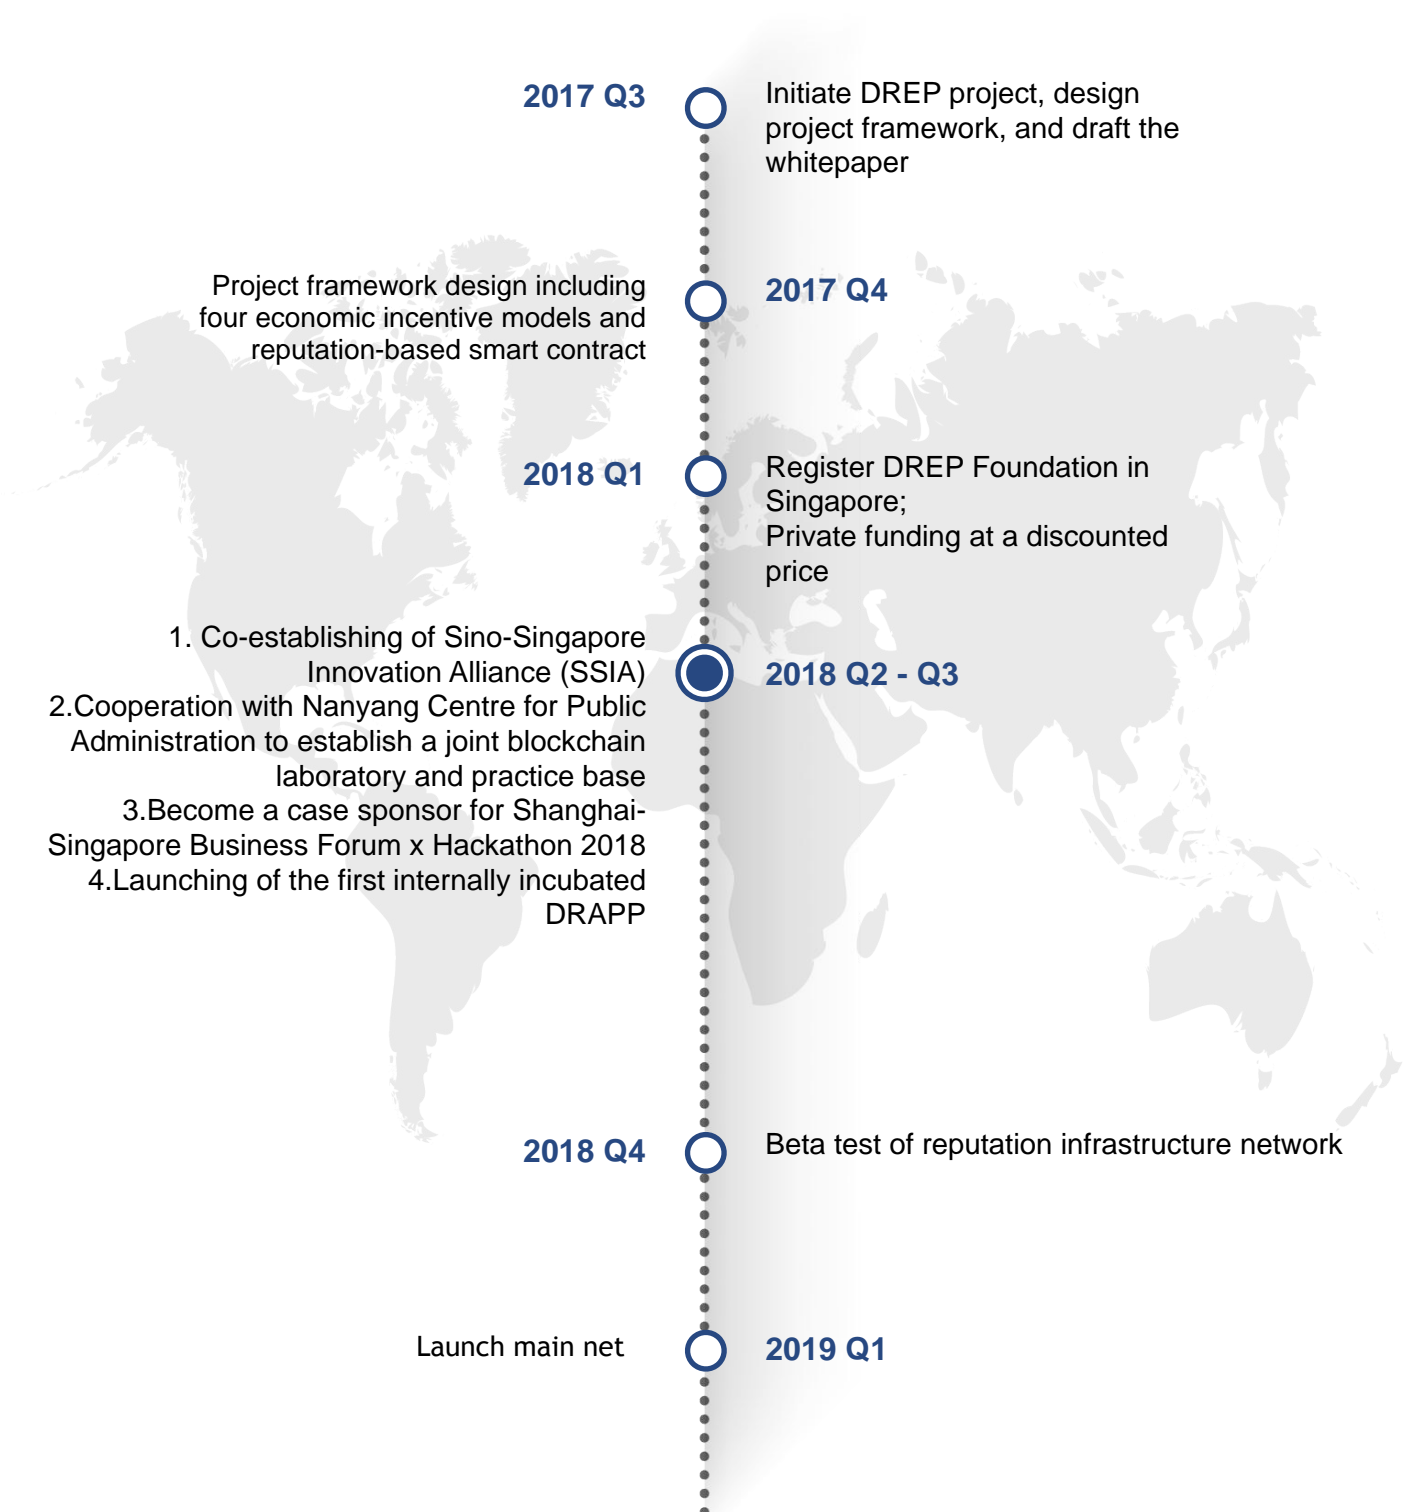 2017 Q3
Initiate DREP project, design
project framework, and draft the
whitepaper
Project framework design including
four economic incentive models and
reputation-based smart contract
2017 Q4
2018 Q1
Register DREP Foundation in
Singapore;
Private funding at a discounted
price
1. Co-establishing of Sino-Singapore
Innovation Alliance (SSIA)
2.Cooperation with Nanyang Centre for Public
Administration to establish a joint blockchain
laboratory and practice base
3.Become a case sponsor for Shanghai-
Singapore Business Forum x Hackathon 2018
4.Launching of the first internally incubated
DRAPP
2018 Q2 - Q3
2018 Q4
Beta test of reputation infrastructure network
Launch main net
2019 Q1